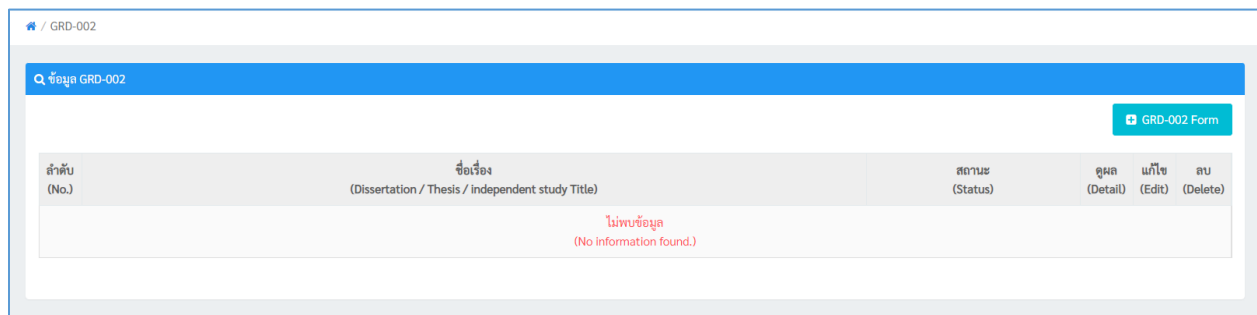 / GRD-002
ข้อมูล GRD-002
GRD-002 Form
ลำดับ ชื่อเรื่อง สถานะ ดูผล แก้ไข ลบ
(No.) (Dissertation / Thesis / independent study Title) (Status) (Detail) (Edit) (Delete)
ไม่พบข้อมูล
(No information found.)